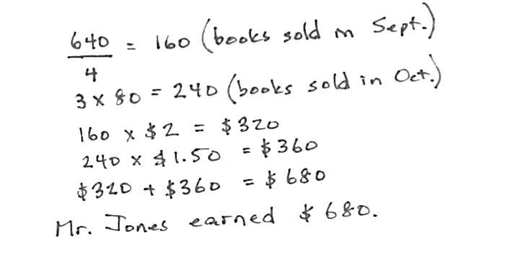 640/4 = 160 (books sold in Sept.)
3 x 80 = 240 (books sold in Oct.)
160 x $2 = $320
240 x $1.50 = $360
$320 + $360 = $680
Mr. Jones earned $680.